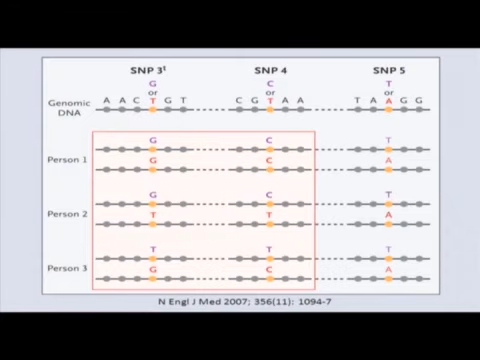 SNP 3t SNP 4 SNP 5
G C T
or or or
Genomic DNA A A C T G T C G T A A T A A G G
G C T
Person 1
G C A
G C T
Person 2
T T A
T T T
Person 3
G C A
N Engl J Med 2007; 356(11): 1094-7